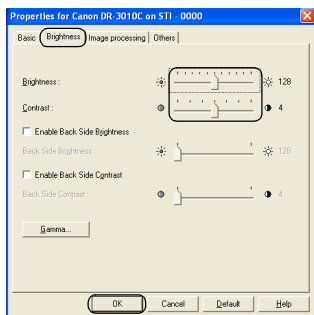 Properties for Canon DR-3010C on STI - 0000
Basic Brightness Image processing Others
Brightness : 128
Contrast : 4
Enable Back Side Brightness
Back Side Brightness : 128
Enable Back Side Contrast
Back Side Contrast : 4
Gamma...
OK Cancel Default Help